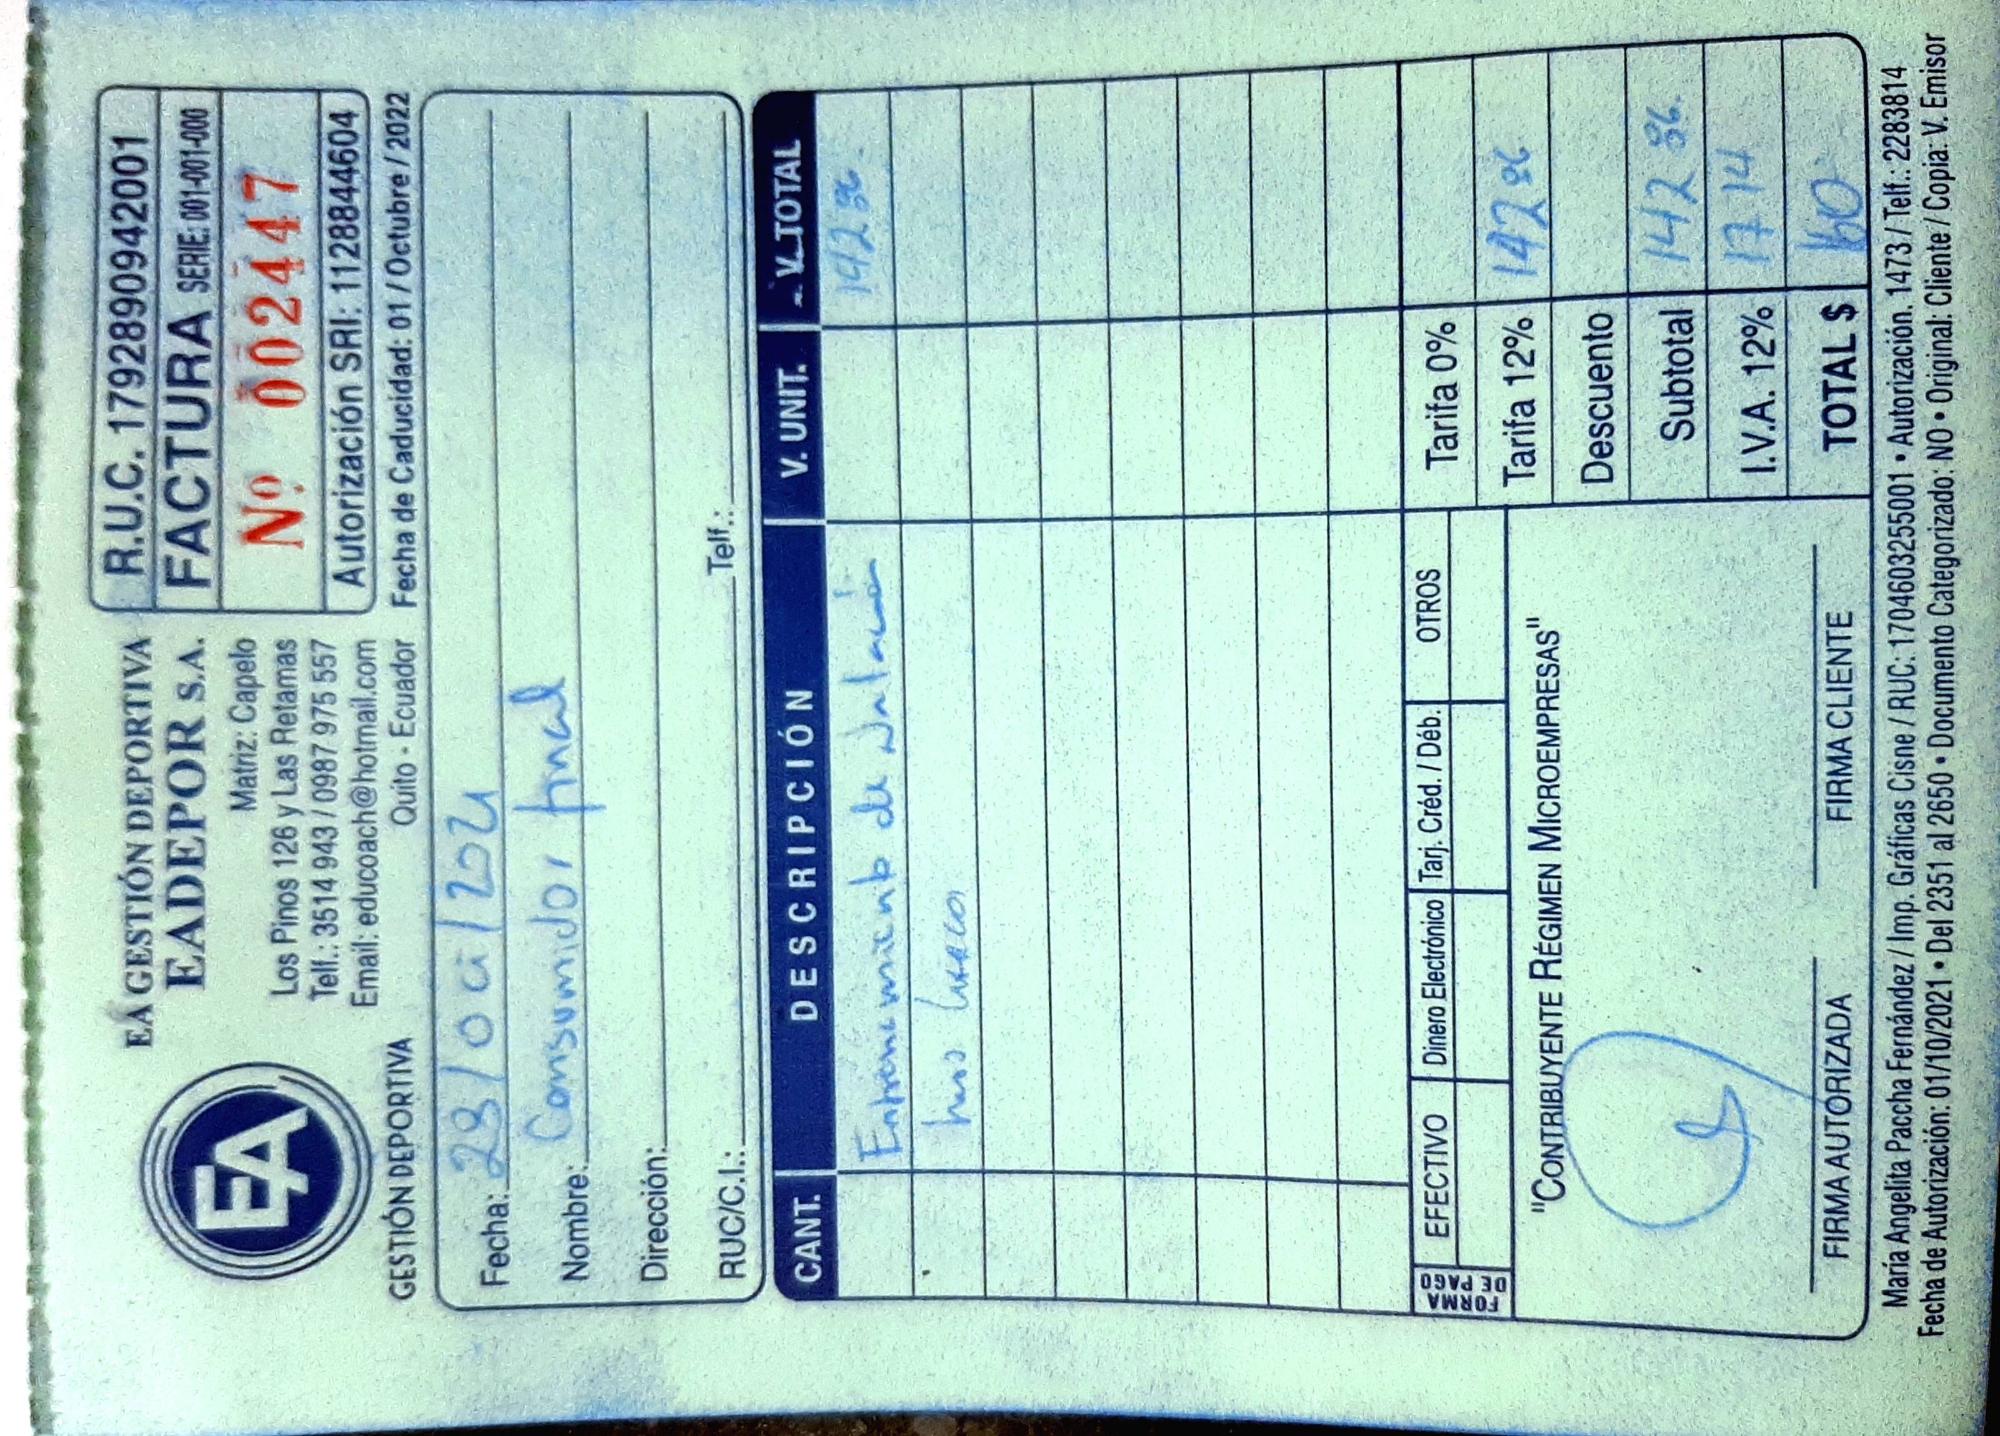 EA GESTIÓN DEPORTIVA
EADEPOR S.A.
Matriz: Capelo
Los Pinos 126 y Las Retamas
Telf.: 3514 943 / 0987 975 557
Email: educoach@hotmail.com
Quito - Ecuador
EA
GESTIÓN DEPORTIVA
R.U.C. 1792890942001
FACTURA SERIE: 001-001-000
Nº 002447
Autorización SRI: 1128844604
Fecha de Caducidad: 01 / Octubre / 2022
Fecha: 28/oct/2021
Nombre: Consumidor final
Dirección:
RUC/C.I.: Telf.:
CANT. DESCRIPCIÓN V. UNIT. V. TOTAL
Entrenamiento de Natación 142 86
Tarifa 0%
Tarifa 12% 142 86
Descuento
Subtotal 142 86
I.V.A. 12% 17 14
TOTAL $ 160
FORMA DE PAGO
EFECTIVO Dinero Electrónico Tarj. Créd. / Déb. OTROS
"CONTRIBUYENTE RÉGIMEN MICROEMPRESAS"
FIRMA AUTORIZADA FIRMA CLIENTE
María Angelita Paccha Fernández / Imp. Gráficas Cisne / RUC: 1704603255001 • Autorización. 1473 / Telf.: 2283814
Fecha de Autorización: 01/10/2021 • Del 2351 al 2650 • Documento Categorizado: NO • Original: Cliente / Copia: V. Emisor